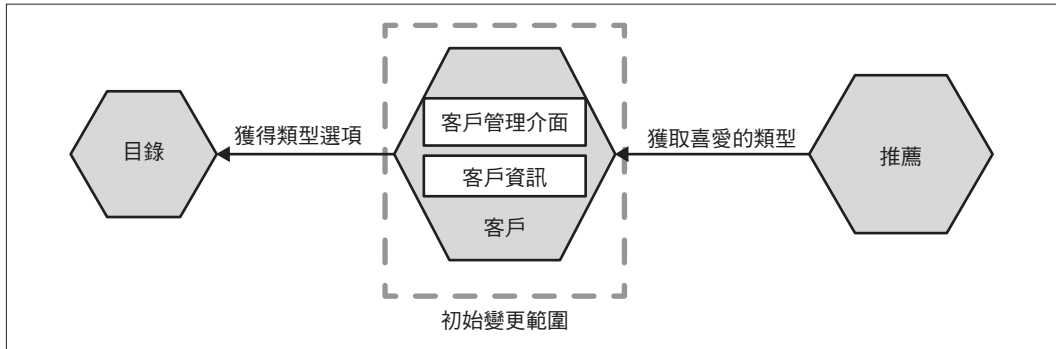 目錄
獲得類型選項
客戶管理介面
客戶資訊
客戶
獲取喜愛的類型
推薦
初始變更範圍